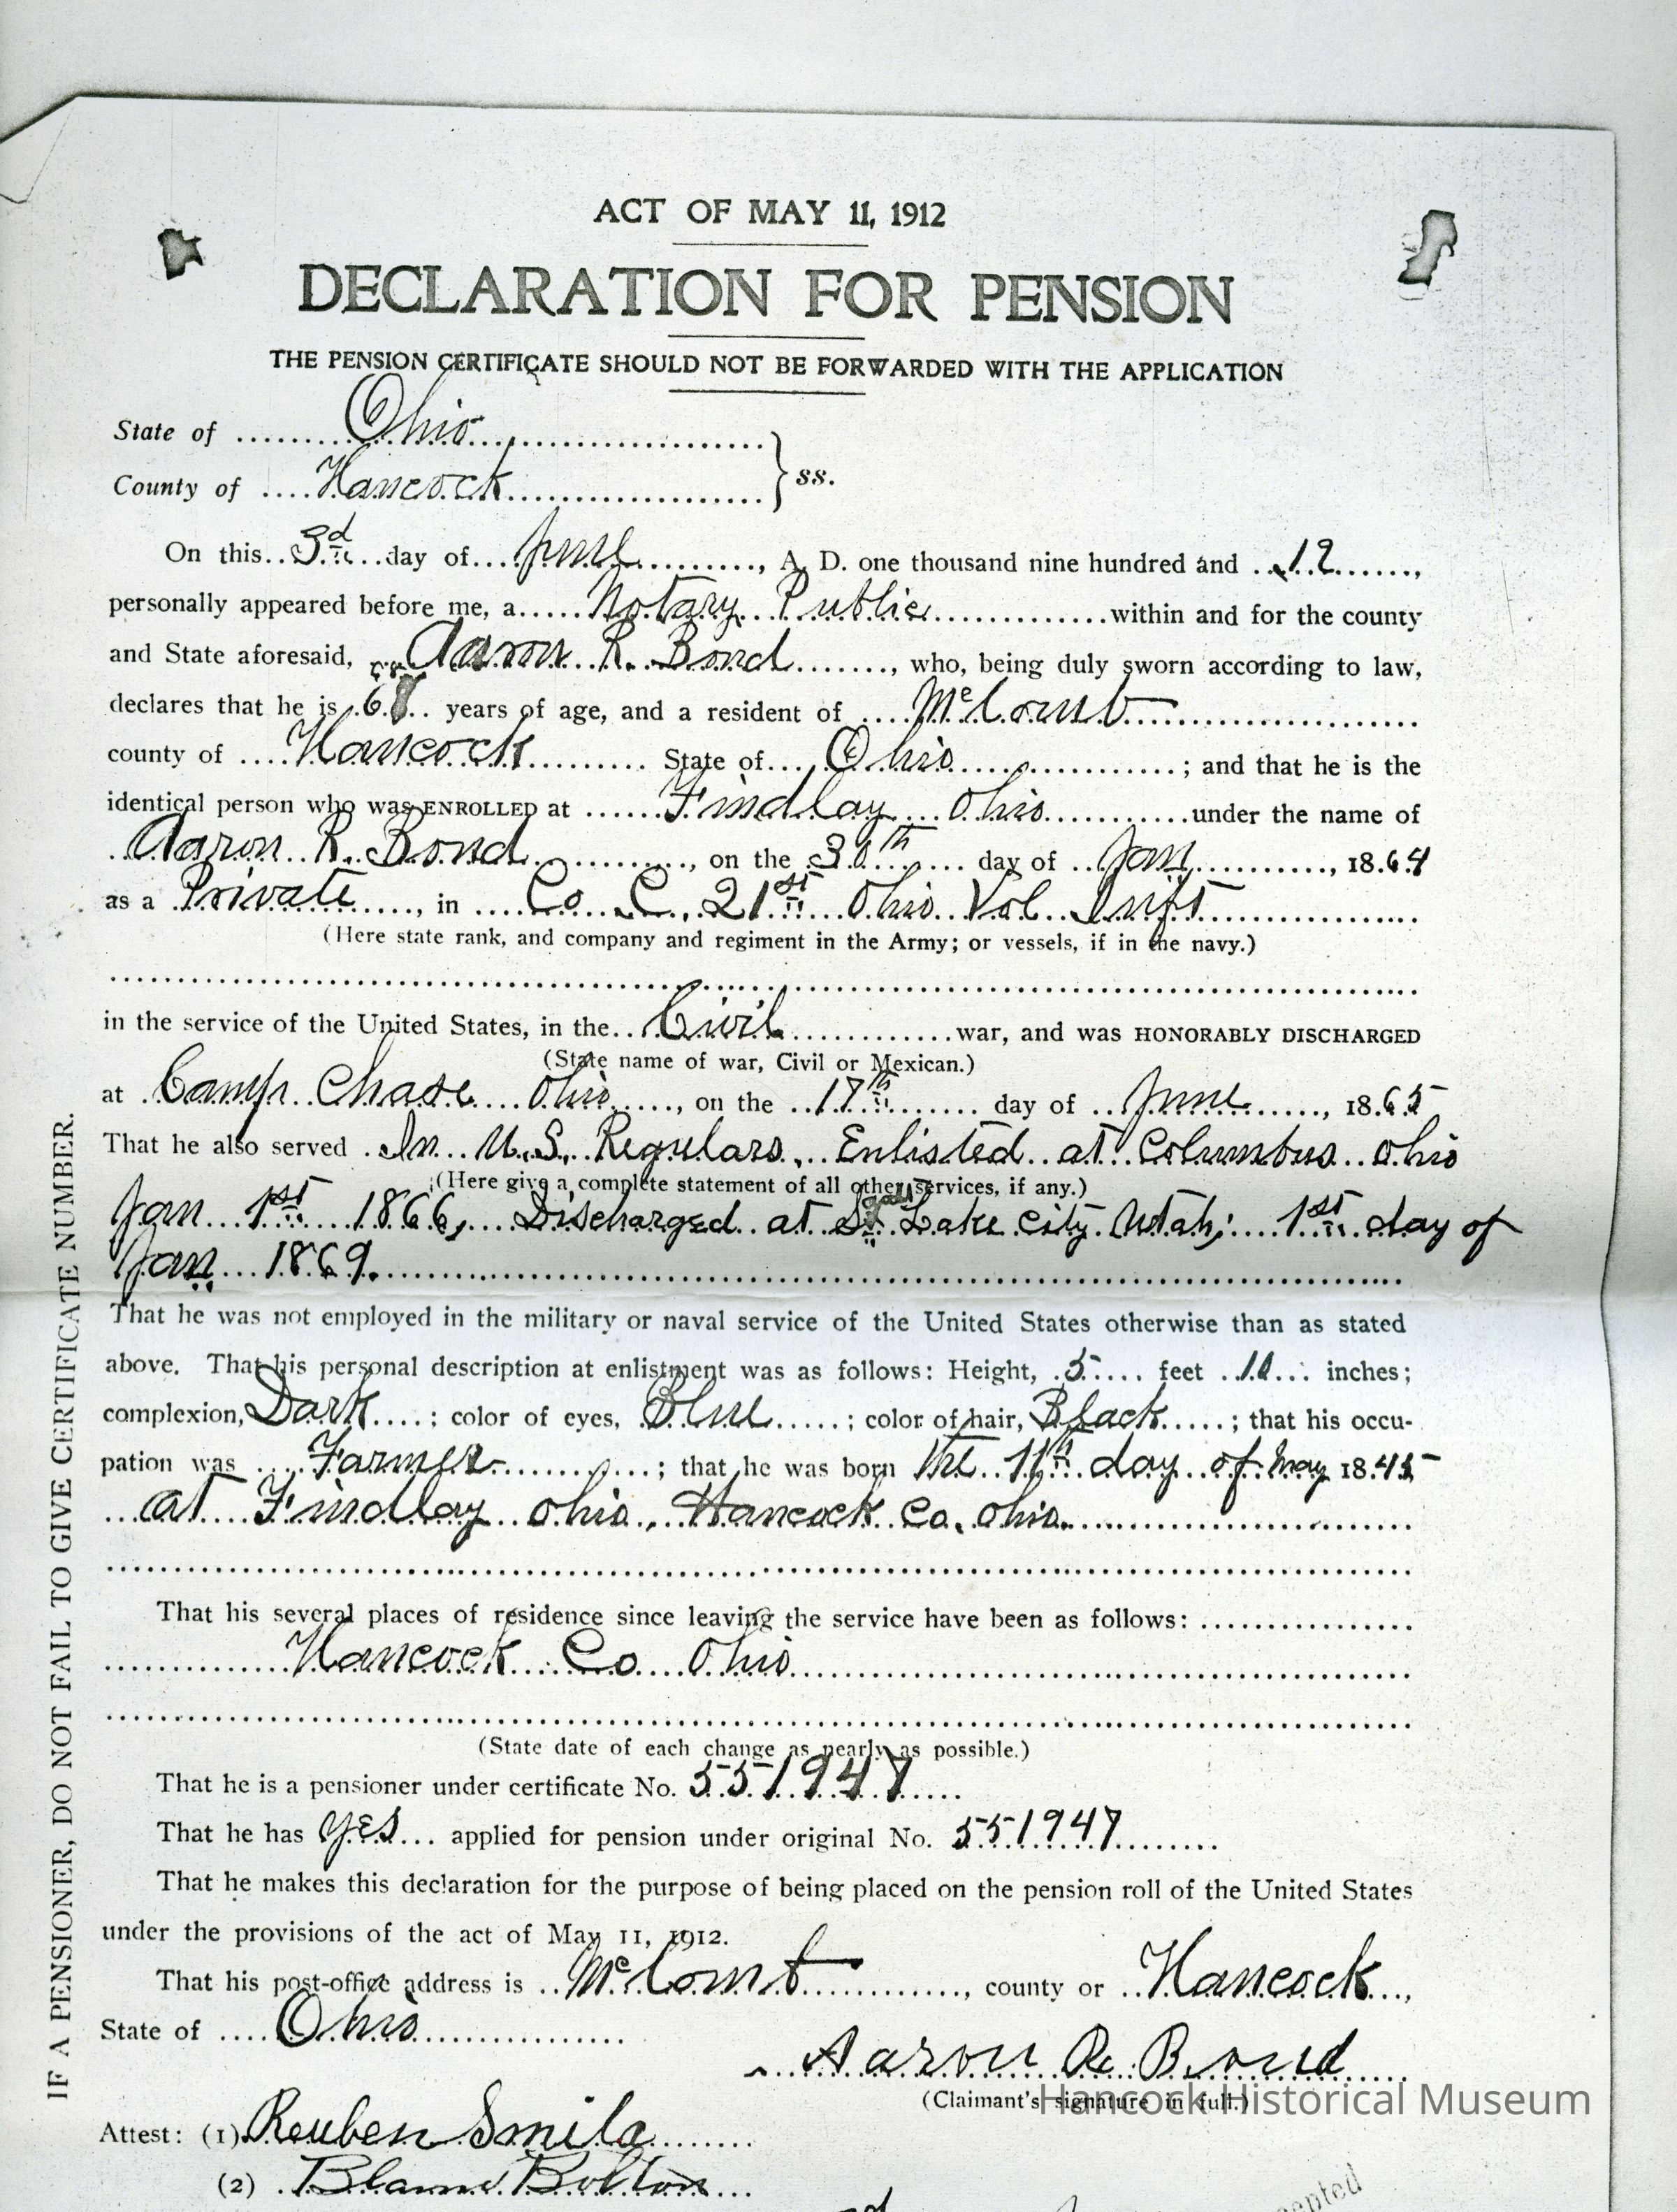 ACT OF MAY 11, 1912
DECLARATION FOR PENSION
THE PENSION CERTIFICATE SHOULD NOT BE FORWARDED WITH THE APPLICATION
State of Ohio
County of Hancock } ss.
On this 3d day of June, A. D. one thousand nine hundred and 12,
personally appeared before me, a Notary Public within and for the county
and State aforesaid, Aaron R. Bond, who, being duly sworn according to law,
declares that he is years of age, and a resident of McComb
county of Hancock State of Ohio; and that he is the
identical person who was ENROLLED at Findlay Ohio under the name of
Aaron R. Bond, on the 30th day of Jan, 1864
as a Private, in Co C, 21st Ohio Vol Inft
(Here state rank, and company and regiment in the Army; or vessels, if in the navy.)
in the service of the United States, in the Civil war, and was HONORABLY DISCHARGED
(State name of war, Civil or Mexican.)
at Camp Chase Ohio, on the 17th day of June, 1865
That he also served In U.S. Regulars, Enlisted at Columbus Ohio
(Here give a complete statement of all other services, if any.)
Jan 1st 1866, Discharged at Lake City Utah; 1st day of
Jan 1869.
That he was not employed in the military or naval service of the United States otherwise than as stated
above. That his personal description at enlistment was as follows: Height, 5 feet 10 inches;
complexion, Dark; color of eyes, Blue; color of hair, Black; that his occu-
pation was Farmer; that he was born the 11th day of May 1845
at Findlay Ohio, Hancock Co. Ohio.
That his several places of residence since leaving the service have been as follows:
Hancock Co Ohio
(State date of each change as nearly as possible.)
That he is a pensioner under certificate No. 551947
That he has yes applied for pension under original No. 551947
That he makes this declaration for the purpose of being placed on the pension roll of the United States
under the provisions of the act of May 11, 1912.
That his post-office address is McComb, county or Hancock,
State of Ohio
Aaron R. Bond
(Claimant's signature in full.)
Hancock Historical Museum
Attest: (1) Reuben Smila
(2) Bolton
IF A PENSIONER, DO NOT FAIL TO GIVE CERTIFICATE NUMBER.